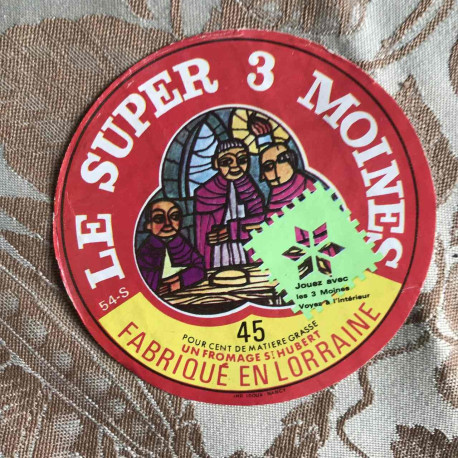 LE SUPER 3 MOINES
54-S
Jouez avec
les 3 Moines
Voyez à l'intérieur
45
POUR CENT DE MATIERE GRASSE
UN FROMAGE ST HUBERT
FABRIQUÉ EN LORRAINE